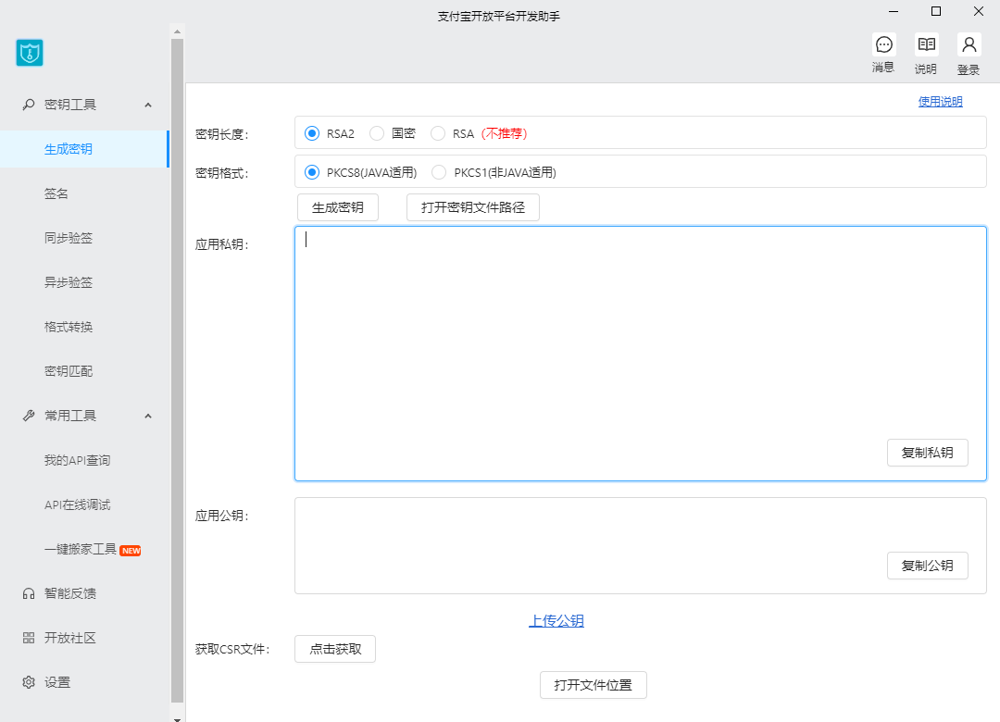 支付宝开放平台开发助手
消息
说明
登录
密钥工具
生成密钥
签名
同步验签
异步验签
格式转换
密钥匹配
常用工具
我的API查询
API在线调试
一键搬家工具 NEW
智能反馈
开放社区
设置
使用说明
密钥长度： RSA2 国密 RSA (不推荐)
密钥格式： PKCS8(JAVA适用) PKCS1(非JAVA适用)
生成密钥 打开密钥文件路径
应用私钥：
复制私钥
应用公钥：
复制公钥
上传公钥
获取CSR文件： 点击获取
打开文件位置